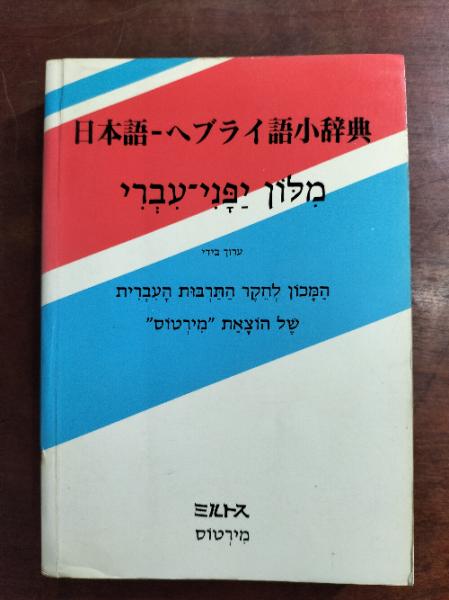 日本語-ヘブライ語小辞典
מִלּוֹן יַפָּנִי־עִבְרִי
ערוך בידי
הַמָּכוֹן לְחֵקֶר הַתַּרְבּוּת הָעִבְרִית
שֶׁל הוֹצָאַת "מִירְטוֹס"
ミルトス
מִירְטוֹס